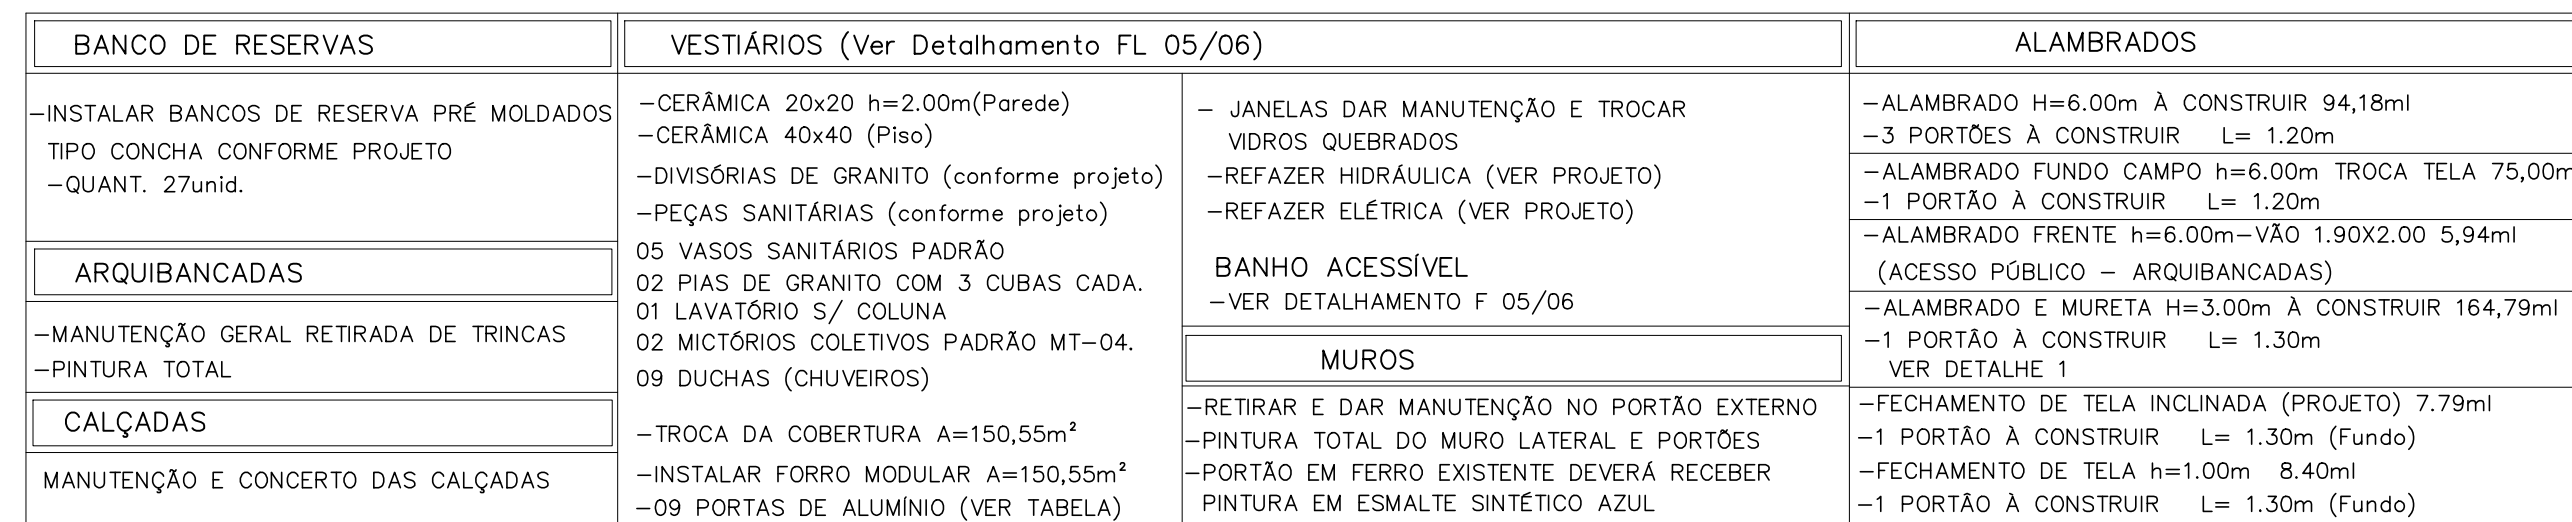 BANCO DE RESERVAS
-INSTALAR BANCOS DE RESERVA PRÉ MOLDADOS
TIPO CONCHA CONFORME PROJETO
-QUANT. 27unid.
ARQUIBANCADAS
-MANUTENÇÃO GERAL RETIRADA DE TRINCAS
-PINTURA TOTAL
CALÇADAS
MANUTENÇÃO E CONCERTO DAS CALÇADAS
VESTIÁRIOS (Ver Detalhamento FL 05/06)
-CERÂMICA 20x20 h=2.00m(Parede)
-CERÂMICA 40x40 (Piso)
-DIVISÓRIAS DE GRANITO (conforme projeto)
-PEÇAS SANITÁRIAS (conforme projeto)
05 VASOS SANITÁRIOS PADRÃO
02 PIAS DE GRANITO COM 3 CUBAS CADA.
01 LAVATÓRIO S/ COLUNA
02 MICTÓRIOS COLETIVOS PADRÃO MT-04.
09 DUCHAS (CHUVEIROS)
-TROCA DA COBERTURA A=150,55m²
-INSTALAR FORRO MODULAR A=150,55m²
-09 PORTAS DE ALUMÍNIO (VER TABELA)
- JANELAS DAR MANUTENÇÃO E TROCAR
VIDROS QUEBRADOS
-REFAZER HIDRÁULICA (VER PROJETO)
-REFAZER ELÉTRICA (VER PROJETO)
BANHO ACESSÍVEL
-VER DETALHAMENTO F 05/06
MUROS
-RETIRAR E DAR MANUTENÇÃO NO PORTÃO EXTERNO
-PINTURA TOTAL DO MURO LATERAL E PORTÕES
-PORTÃO EM FERRO EXISTENTE DEVERÁ RECEBER
PINTURA EM ESMALTE SINTÉTICO AZUL
ALAMBRADOS
-ALAMBRADO H=6.00m À CONSTRUIR 94,18ml
-3 PORTÕES À CONSTRUIR L= 1.20m
-ALAMBRADO FUNDO CAMPO h=6.00m TROCA TELA 75,00m
-1 PORTÃO À CONSTRUIR L= 1.20m
-ALAMBRADO FRENTE h=6.00m-VÃO 1.90X2.00 5,94ml
(ACESSO PÚBLICO - ARQUIBANCADAS)
-ALAMBRADO E MURETA H=3.00m À CONSTRUIR 164,79ml
-1 PORTÂO À CONSTRUIR L= 1.30m
VER DETALHE 1
-FECHAMENTO DE TELA INCLINADA (PROJETO) 7.79ml
-1 PORTÂO À CONSTRUIR L= 1.30m (Fundo)
-FECHAMENTO DE TELA h=1.00m 8.40ml
-1 PORTÂO À CONSTRUIR L= 1.30m (Fundo)